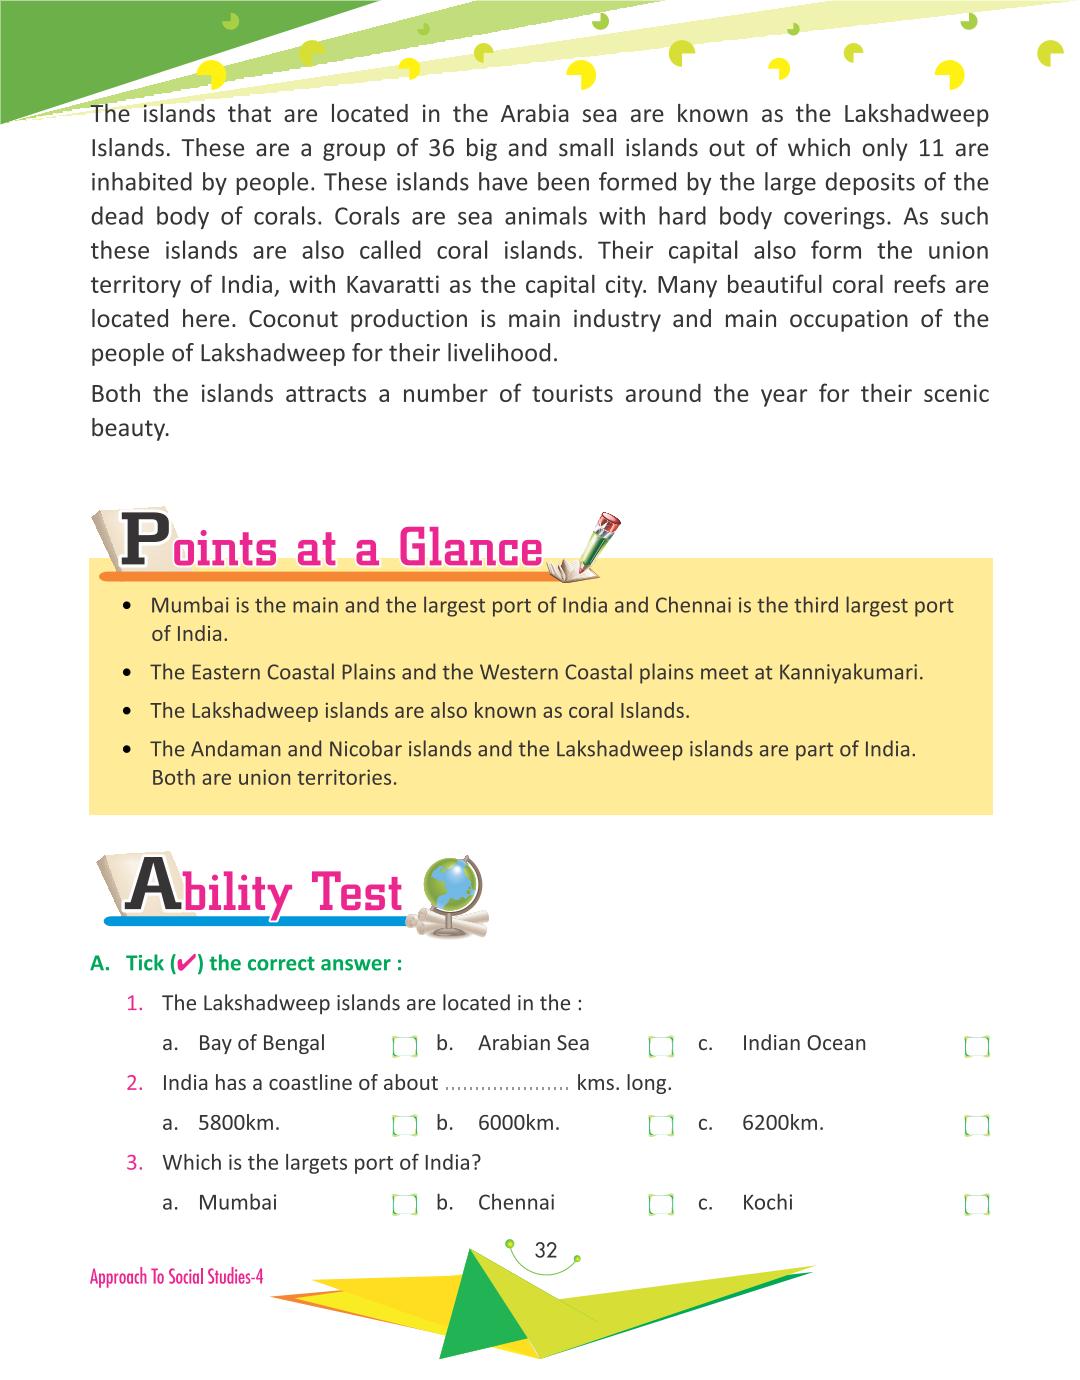 The islands that are located in the Arabia sea are known as the Lakshadweep
Islands. These are a group of 36 big and small islands out of which only 11 are
inhabited by people. These islands have been formed by the large deposits of the
dead body of corals. Corals are sea animals with hard body coverings. As such
these islands are also called coral islands. Their capital also form the union
territory of India, with Kavaratti as the capital city. Many beautiful coral reefs are
located here. Coconut production is main industry and main occupation of the
people of Lakshadweep for their livelihood.
Both the islands attracts a number of tourists around the year for their scenic
beauty.
Points at a Glance
• Mumbai is the main and the largest port of India and Chennai is the third largest port
of India.
• The Eastern Coastal Plains and the Western Coastal plains meet at Kanniyakumari.
• The Lakshadweep islands are also known as coral Islands.
• The Andaman and Nicobar islands and the Lakshadweep islands are part of India.
Both are union territories.
Ability Test
A. Tick (✔) the correct answer :
1. The Lakshadweep islands are located in the :
a. Bay of Bengal b. Arabian Sea c. Indian Ocean
2. India has a coastline of about ..................... kms. long.
a. 5800km. b. 6000km. c. 6200km.
3. Which is the largets port of India?
a. Mumbai b. Chennai c. Kochi
32
Approach To Social Studies-4